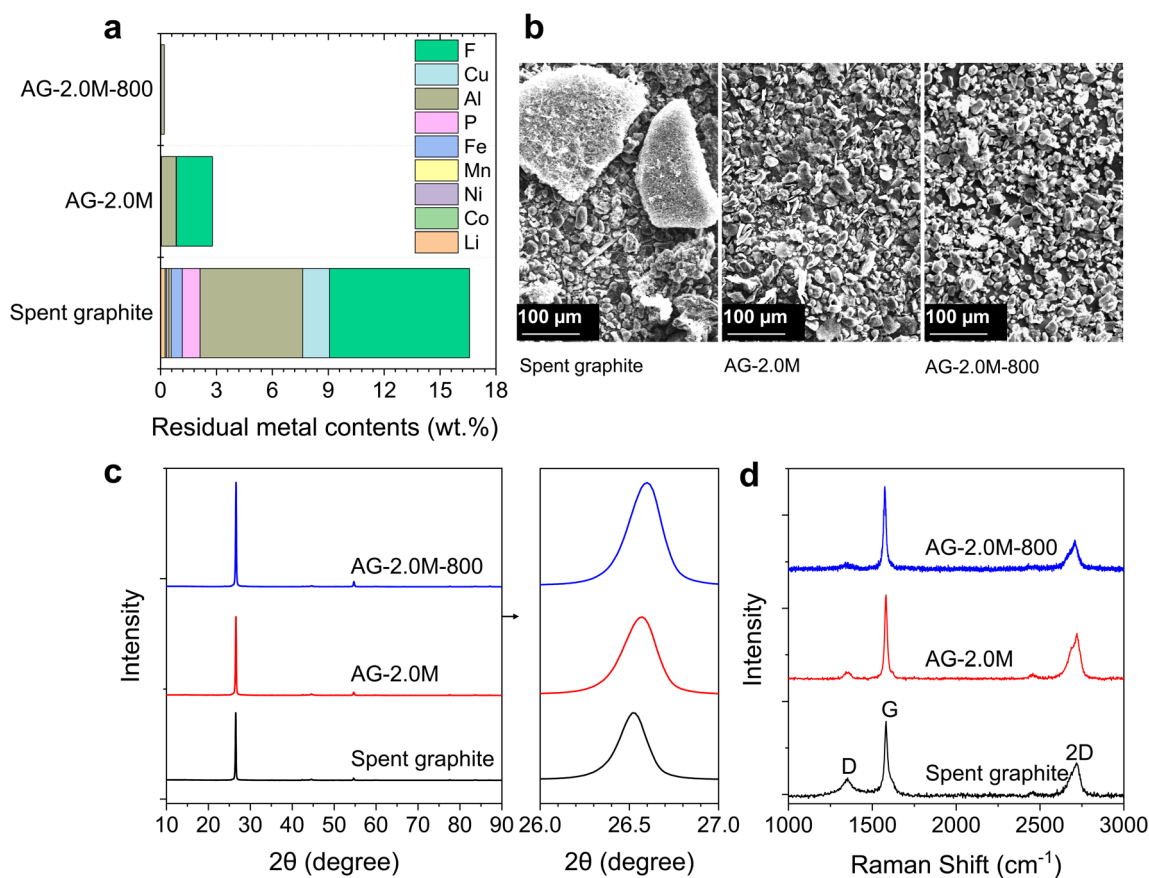 a
AG-2.0M-800
AG-2.0M
Spent graphite
F
Cu
Al
P
Fe
Mn
Ni
Co
Li
0 3 6 9 12 15 18
Residual metal contents (wt.%)
b
100 µm 100 µm 100 µm
Spent graphite AG-2.0M AG-2.0M-800
c
Intensity
AG-2.0M-800
AG-2.0M
Spent graphite
10 20 30 40 50 60 70 80 90
2θ (degree)
26.0 26.5 27.0
2θ (degree)
d
Intensity
AG-2.0M-800
AG-2.0M
G
D
2D
Spent graphite
1000 1500 2000 2500 3000
Raman Shift (cm⁻¹)